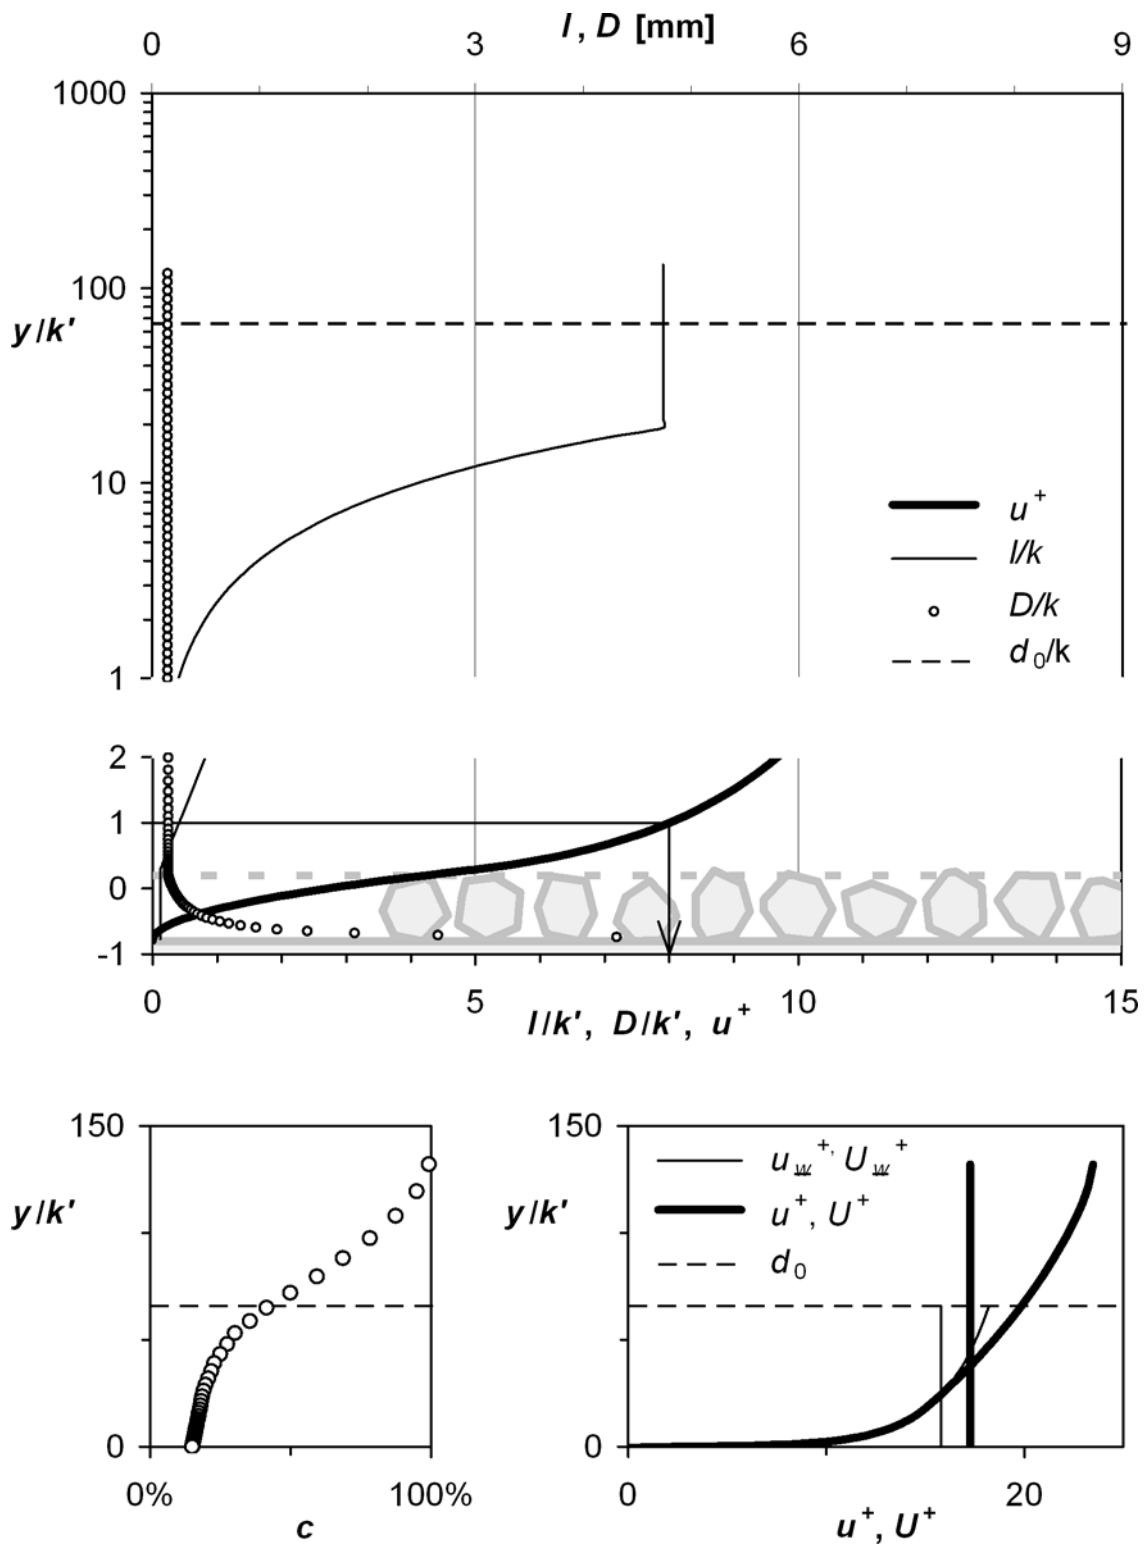 l, D [mm]
0 3 6 9
1000
100
y/k'
10
u⁺
l/k
D/k
d₀/k
1
2
1
0
-1
0 5 10 15
l/k', D/k', u⁺
150
y/k'
0
0% 100%
c
150
y/k'
u_w⁺, U_w⁺
u⁺, U⁺
d₀
0
0 20
u⁺, U⁺